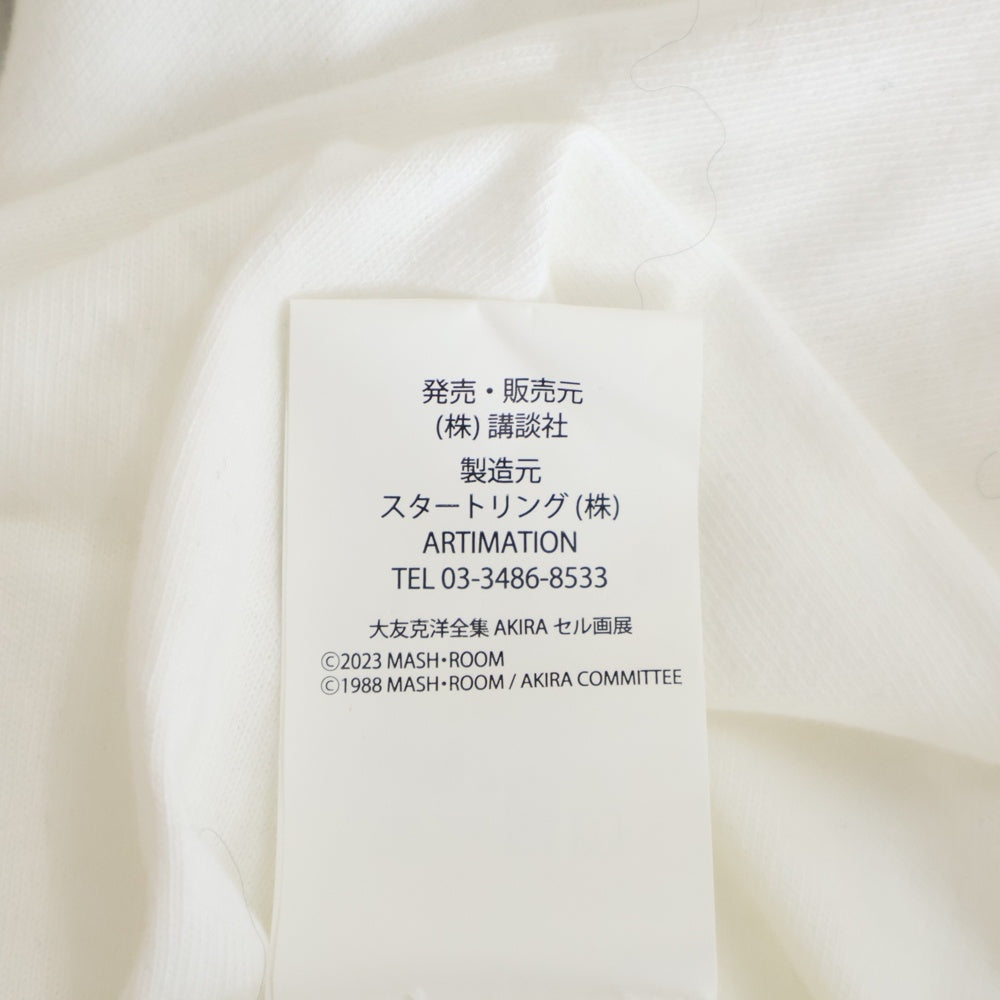 発売・販売元
(株) 講談社
製造元
スタートリング (株)
ARTIMATION
TEL 03-3486-8533
大友克洋全集 AKIRA セル画展
©2023 MASH・ROOM
©1988 MASH・ROOM / AKIRA COMMITTEE